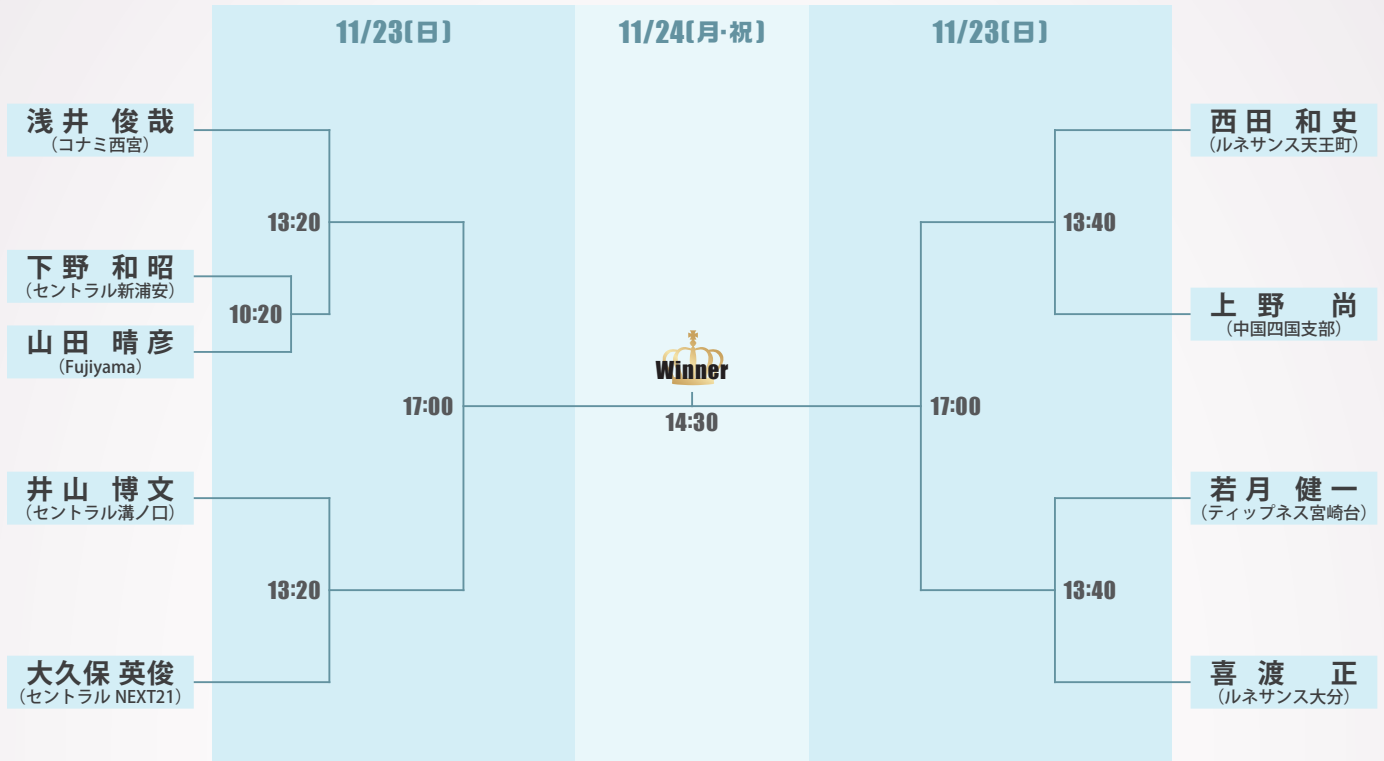 11/23(日)
11/24(月・祝)
11/23(日)
浅井 俊哉
(コナミ西宮)
13:20
下野 和昭
(セントラル新浦安)
10:20
山田 晴彦
(Fujiyama)
17:00
井山 博文
(セントラル溝ノ口)
13:20
大久保 英俊
(セントラル NEXT21)
Winner
14:30
西田 和史
(ルネサンス天王町)
13:40
上野 尚
(中国四国支部)
17:00
若月 健一
(ティップネス宮崎台)
13:40
喜渡 正
(ルネサンス大分)